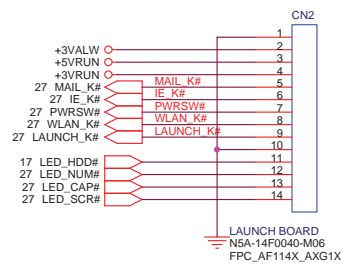 CN2
1
+3VALW 2
+5VRUN 3
+3VRUN 4
27 MAIL_K# MAIL_K# 5
27 IE_K# IE_K# 6
27 PWRSW# PWRSW# 7
27 WLAN_K# WLAN_K# 8
27 LAUNCH_K# LAUNCH_K# 9
10
17 LED_HDD# 11
27 LED_NUM# 12
27 LED_CAP# 13
27 LED_SCR# 14
LAUNCH BOARD
N5A-14F0040-M06
FPC_AF114X_AXG1X